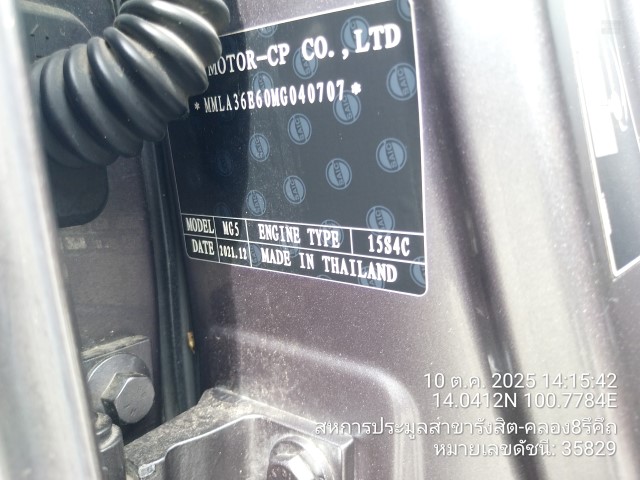 MOTOR-CP CO.,LTD
*MMLA36E60MG040707*
MODEL MG5 ENGINE TYPE 15S4C
DATE 2021.12 MADE IN THAILAND
10 ต.ค. 2025 14:15:42
14.0412N 100.7784E
สหการประมูลสำขารังสิต-คลอง8ริคีถ
หมายเลขดัชนี: 35829